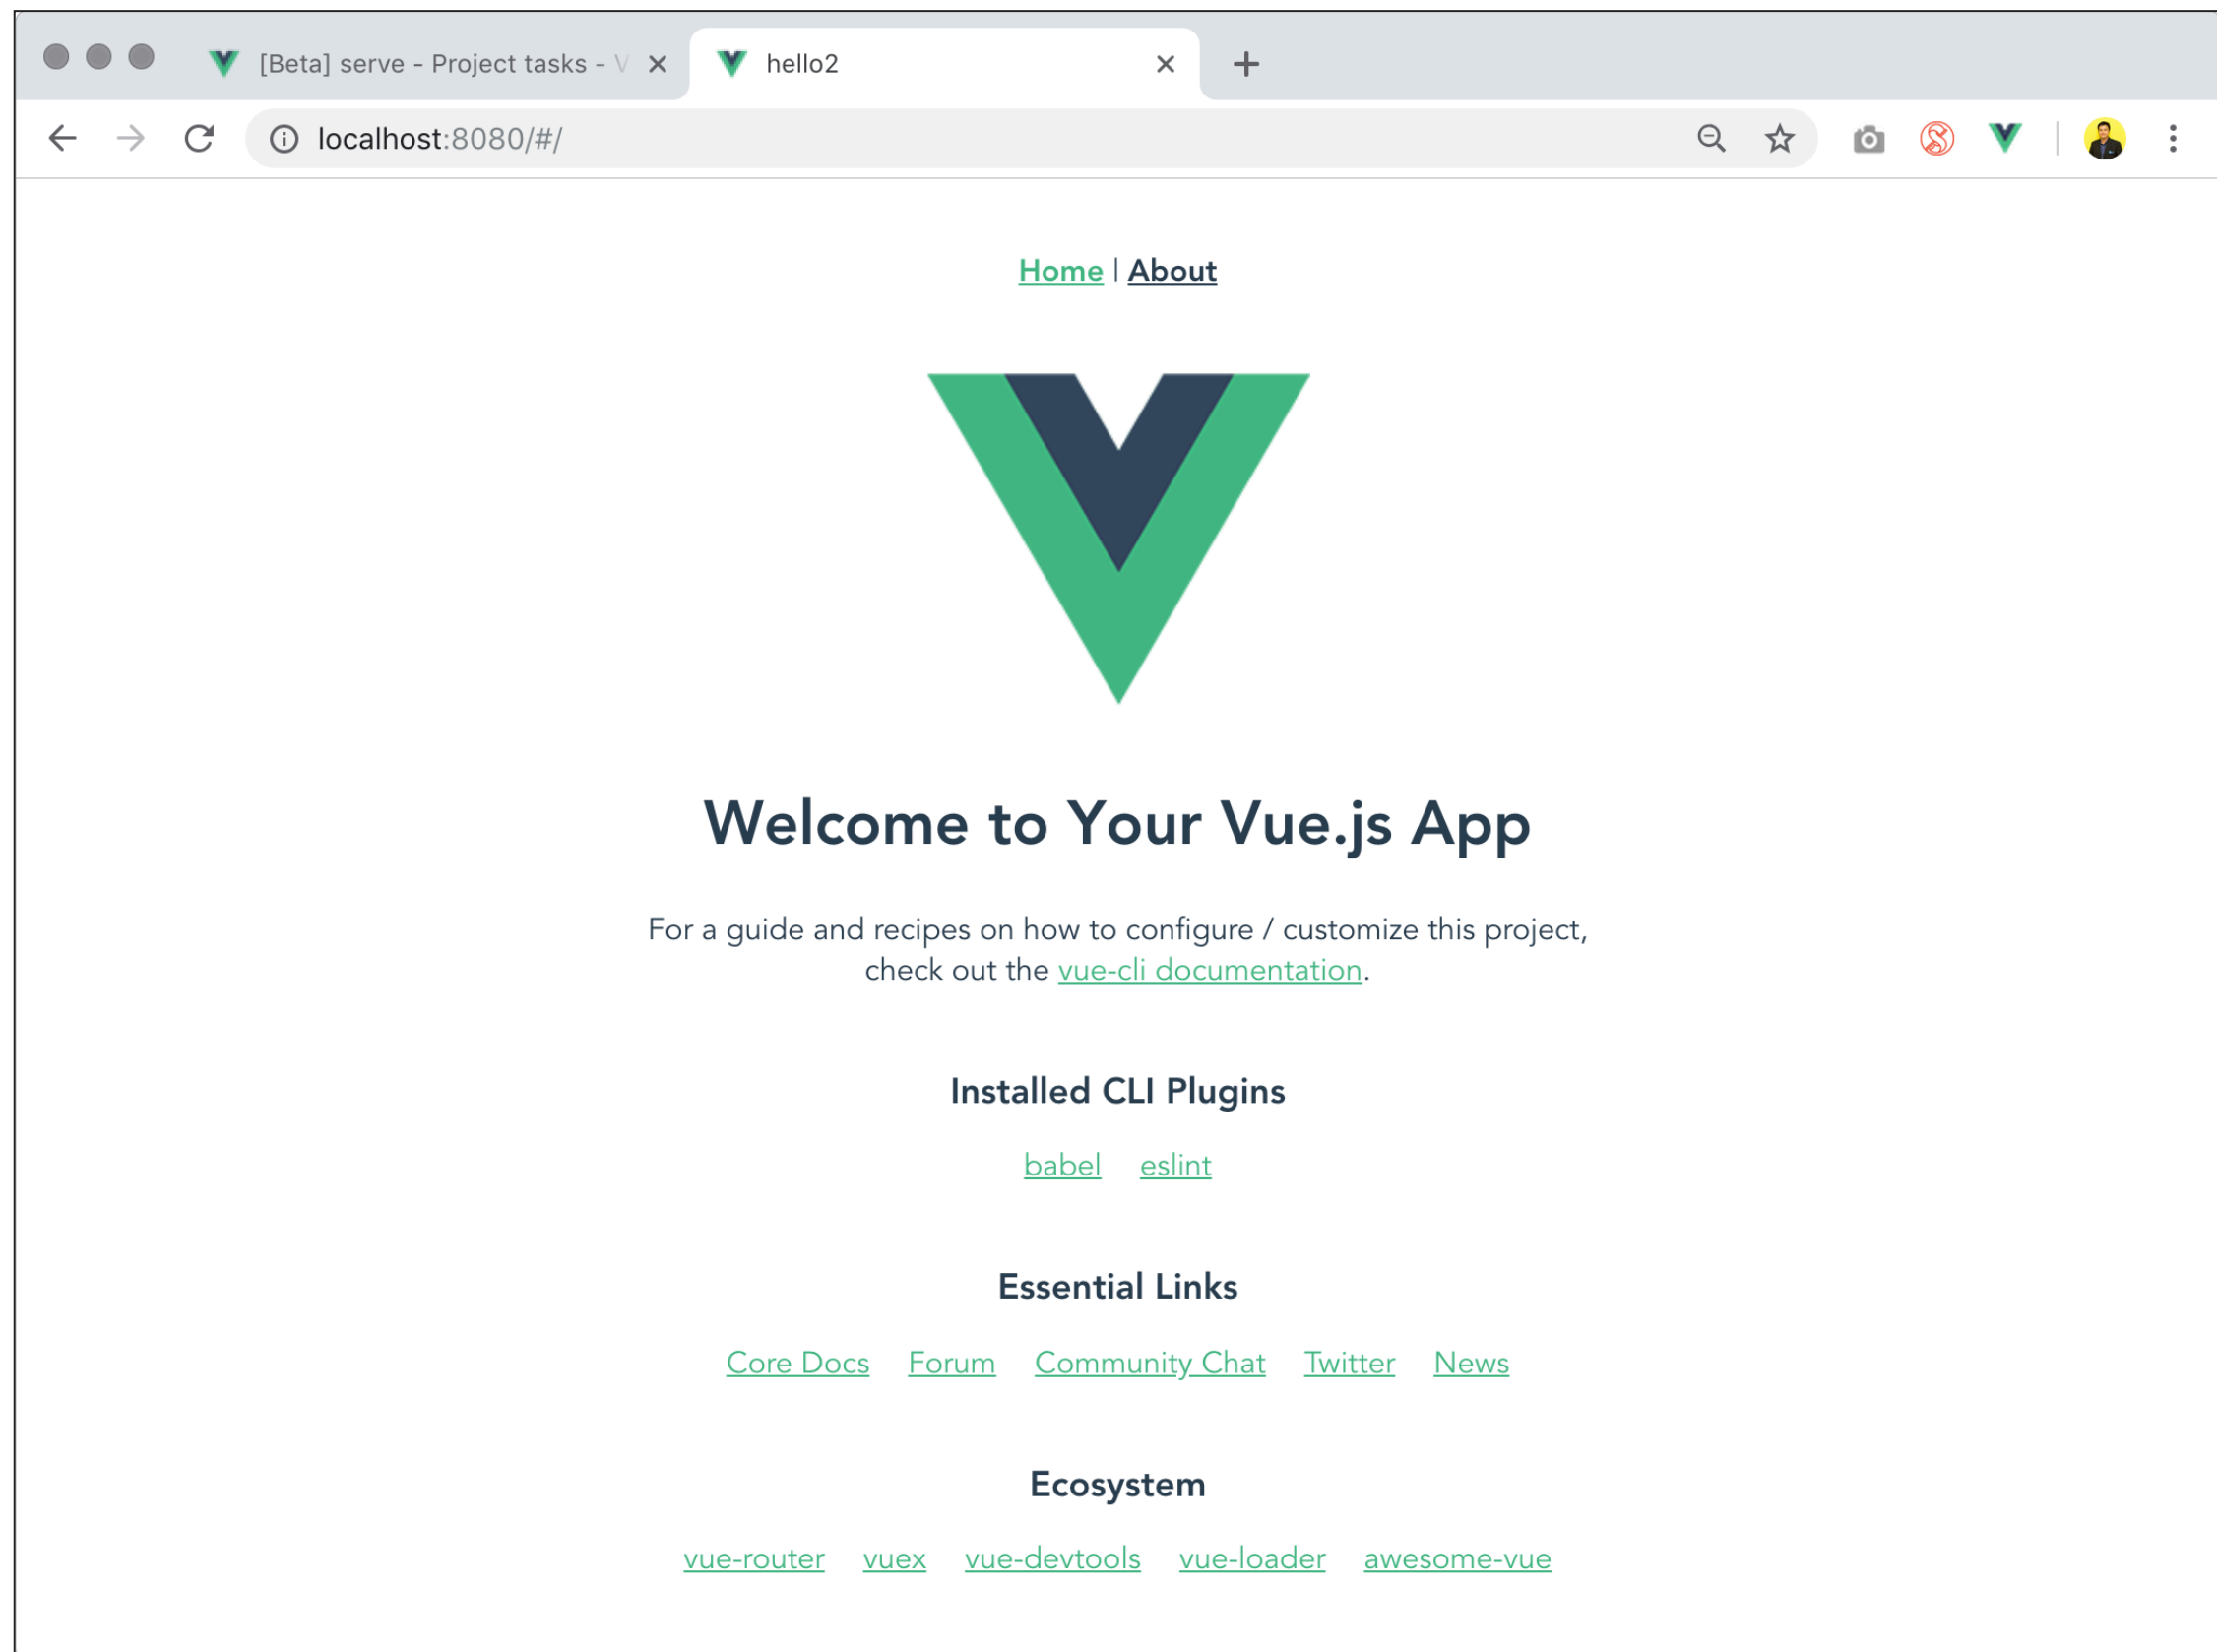 [Beta] serve - Project tasks - V
hello2
localhost:8080/#/
Home | About
Welcome to Your Vue.js App
For a guide and recipes on how to configure / customize this project,
check out the vue-cli documentation.
Installed CLI Plugins
babel eslint
Essential Links
Core Docs Forum Community Chat Twitter News
Ecosystem
vue-router vuex vue-devtools vue-loader awesome-vue